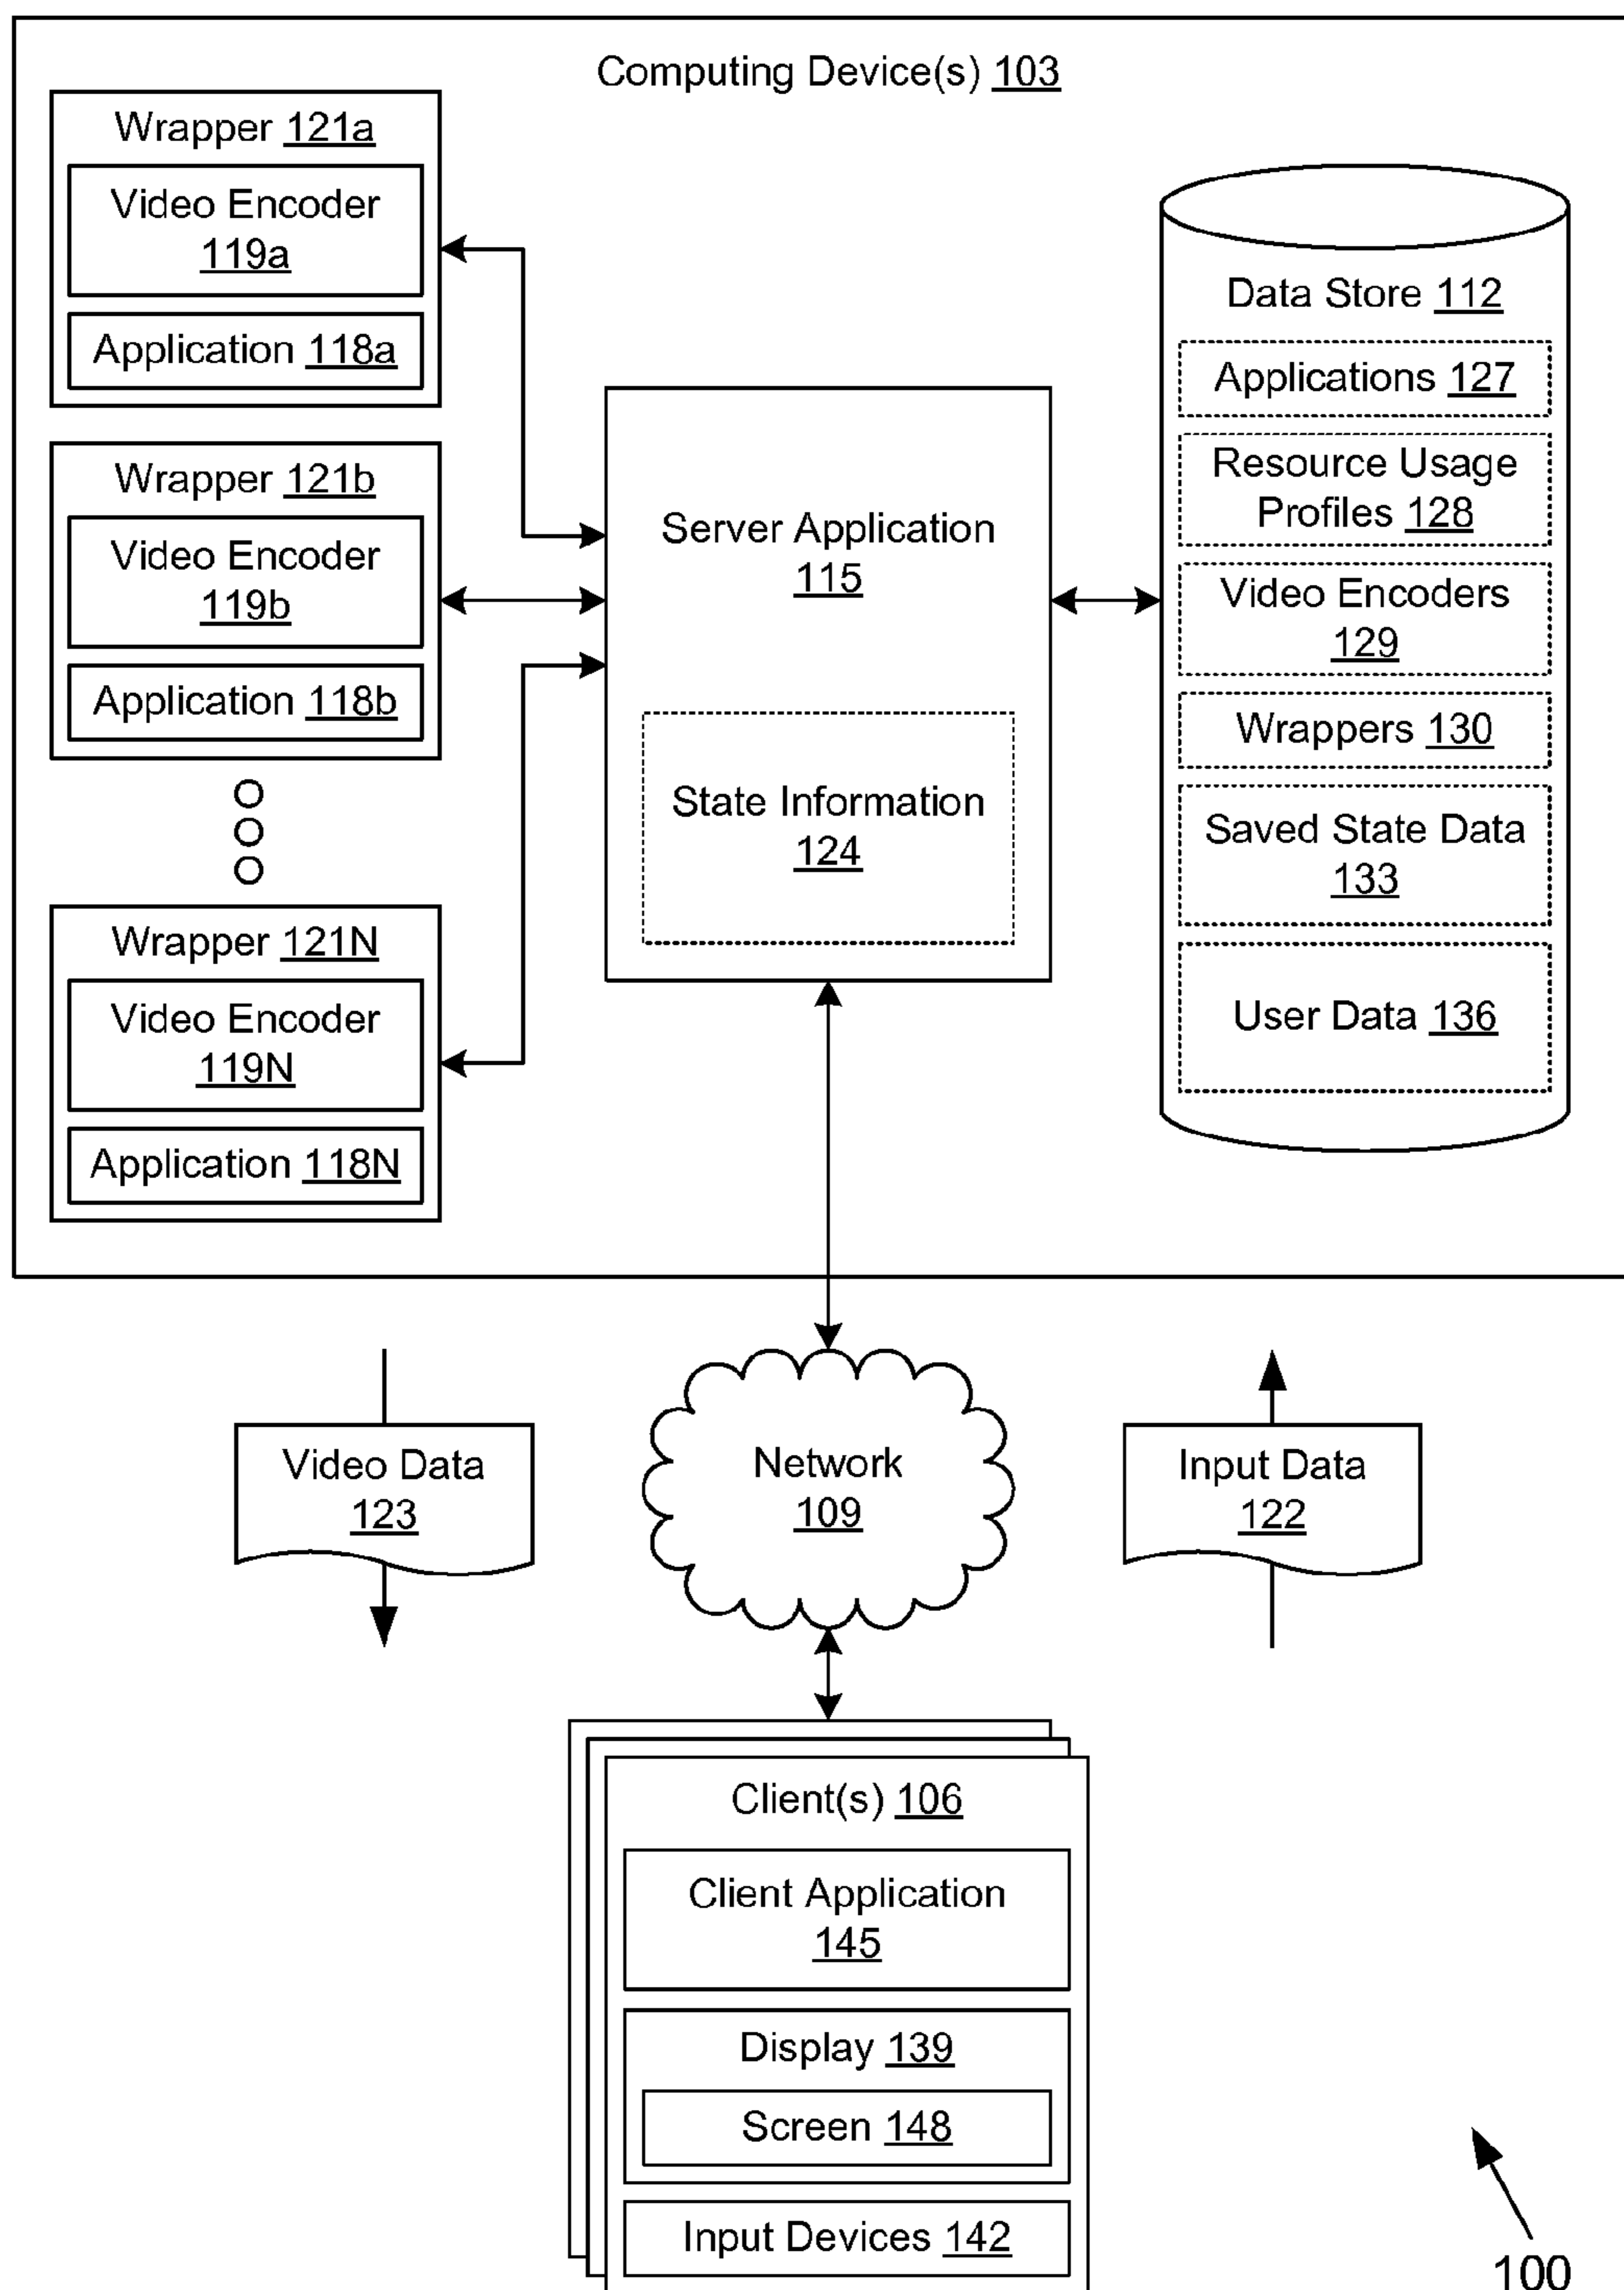 Computing Device(s) 103
Wrapper 121a
Video Encoder
119a
Application 118a
Wrapper 121b
Video Encoder
119b
Application 118b
Wrapper 121N
Video Encoder
119N
Application 118N
Server Application
115
State Information
124
Data Store 112
Applications 127
Resource Usage
Profiles 128
Video Encoders
129
Wrappers 130
Saved State Data
133
User Data 136
Video Data
123
Network
109
Input Data
122
Client(s) 106
Client Application
145
Display 139
Screen 148
Input Devices 142
100